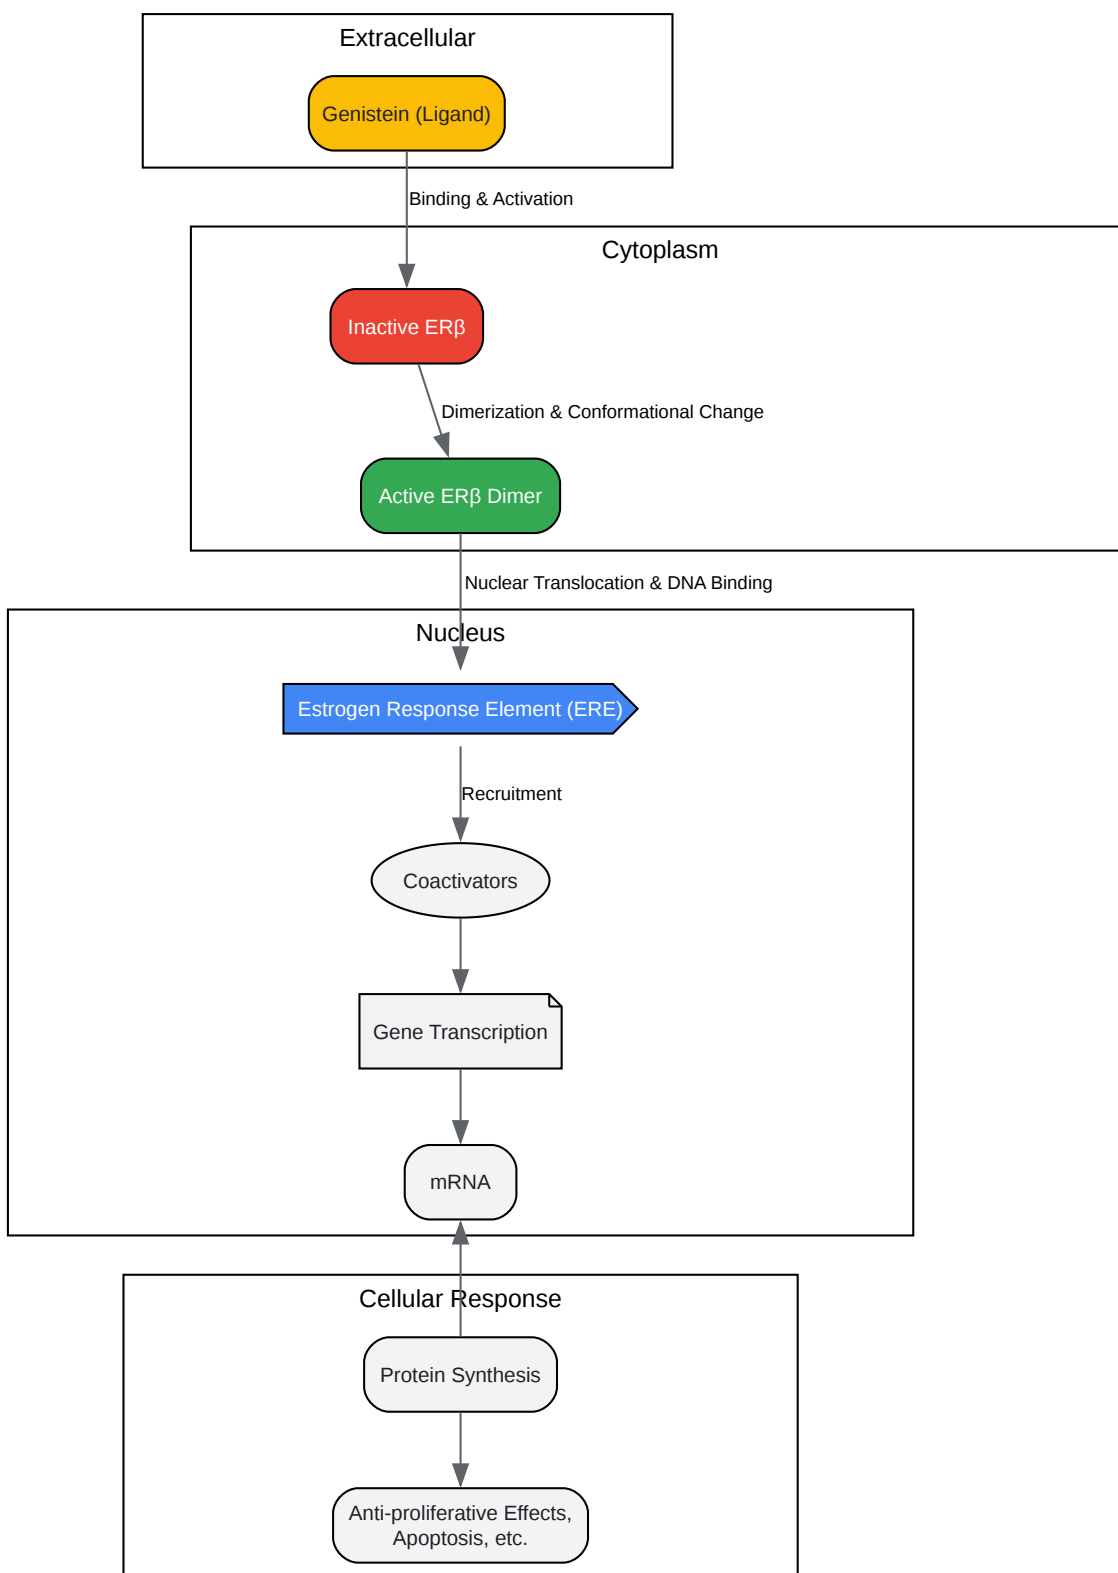 Extracellular
Genistein (Ligand)
Binding & Activation
Cytoplasm
Inactive ERβ
Dimerization & Conformational Change
Active ERβ Dimer
Nuclear Translocation & DNA Binding
Nucleus
Estrogen Response Element (ERE)
Recruitment
Coactivators
Gene Transcription
mRNA
Cellular Response
Protein Synthesis
Anti-proliferative Effects,
Apoptosis, etc.